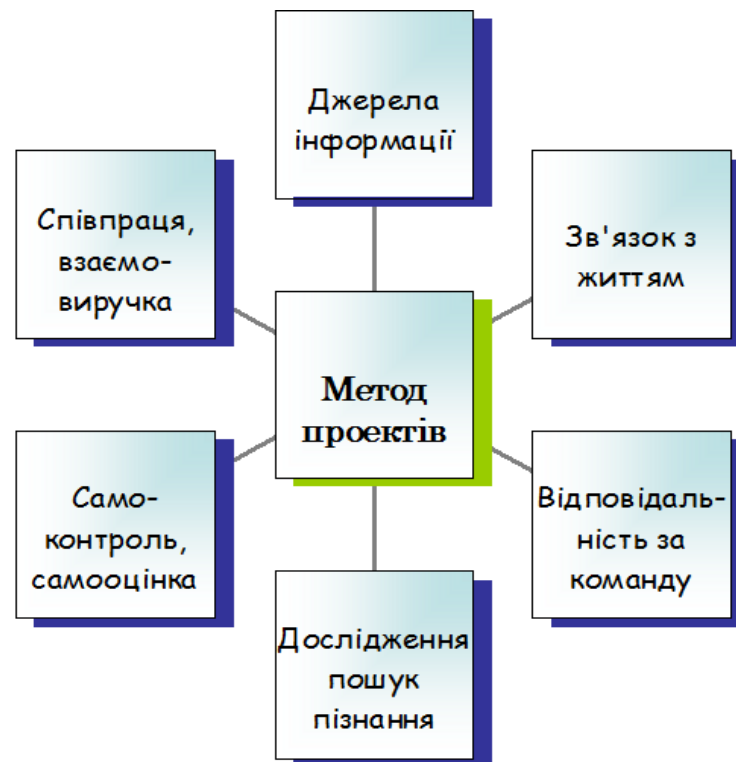 Джерела
інформації
Співпраця,
взаємо-
виручка
Зв'язок з
життям
Метод
проектів
Само-
контроль,
самооцінка
Відповідаль-
ність за
команду
Дослідження
пошук
пізнання